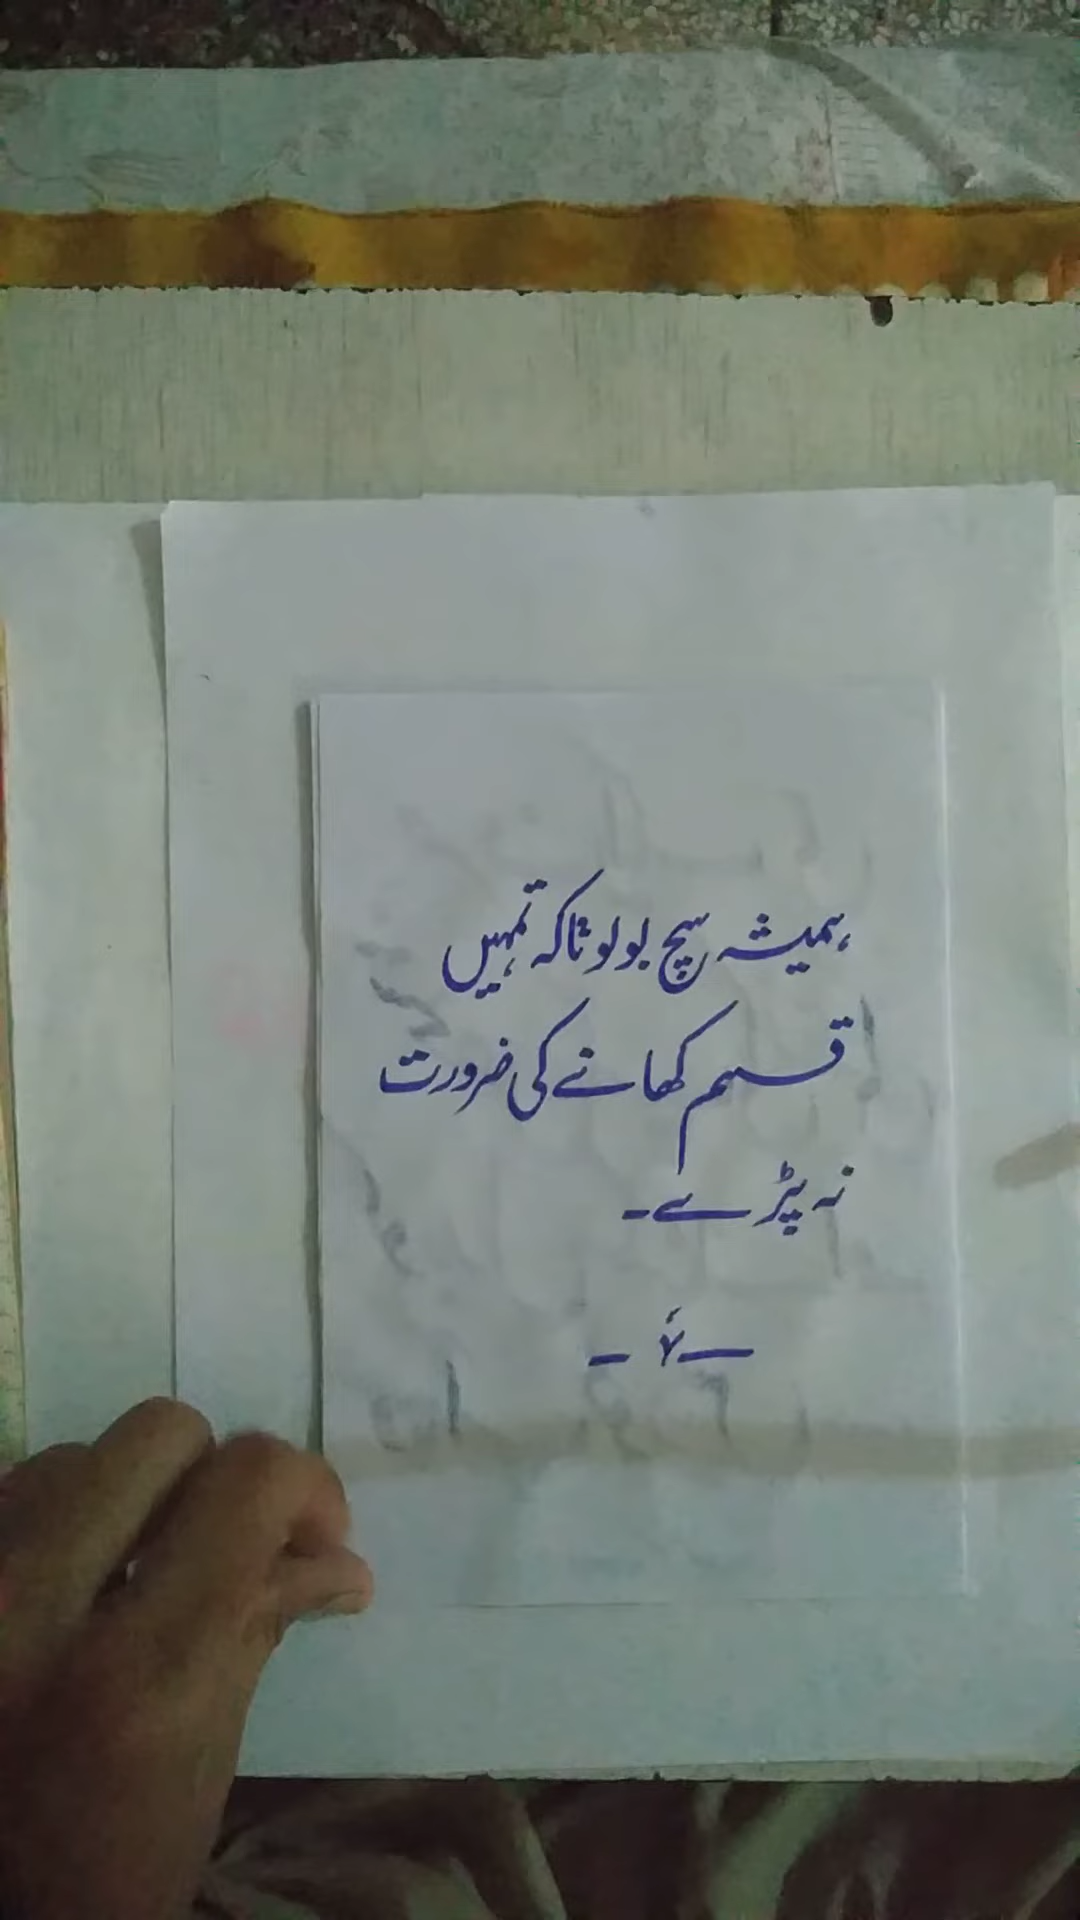 ہمیشہ سچ بولو تاکہ تمہیں
قسم کھانے کی ضرورت
نہ پڑے۔